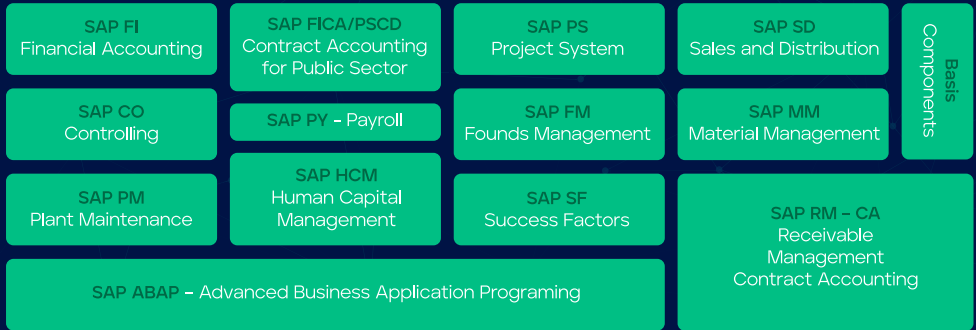 SAP FI
Financial Accounting
SAP FICA/PSCD
Contract Accounting
for Public Sector
SAP PS
Project System
SAP SD
Sales and Distribution
Basis
Components
SAP CO
Controlling
SAP PY – Payroll
SAP FM
Founds Management
SAP MM
Material Management
SAP PM
Plant Maintenance
SAP HCM
Human Capital
Management
SAP SF
Success Factors
SAP RM – CA
Receivable
Management
Contract Accounting
SAP ABAP – Advanced Business Application Programing